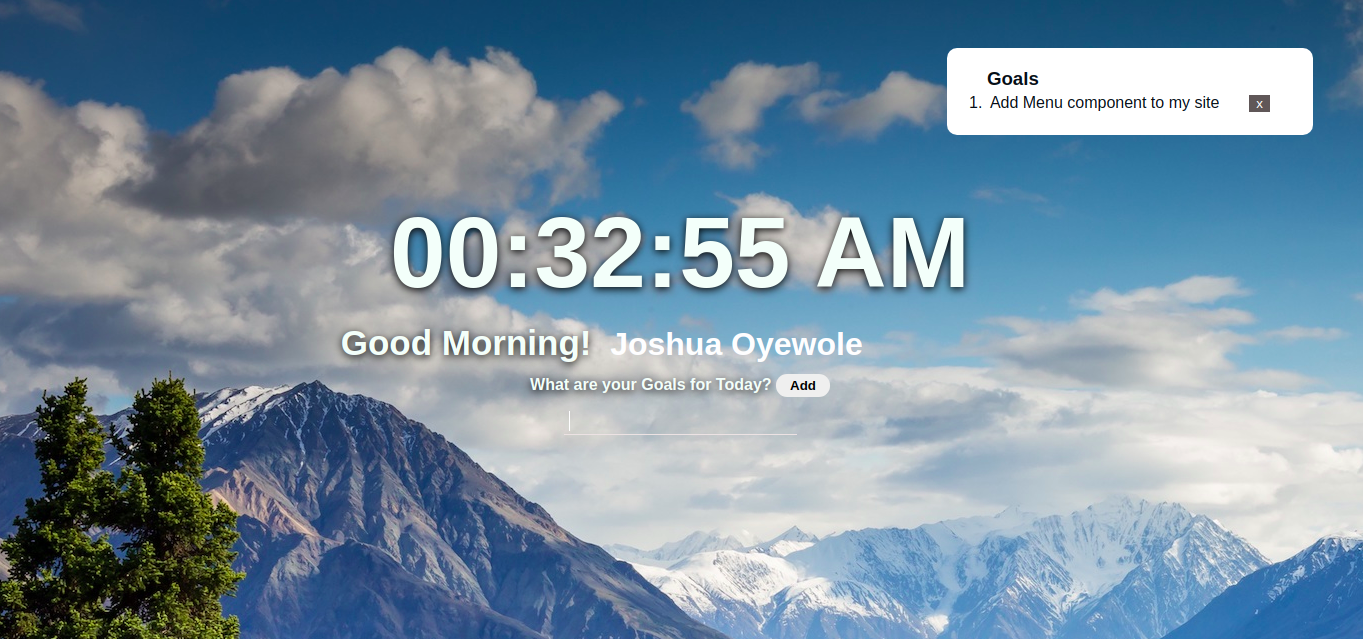 Goals
1. Add Menu component to my site x
00:32:55 AM
Good Morning! Joshua Oyewole
What are your Goals for Today? Add